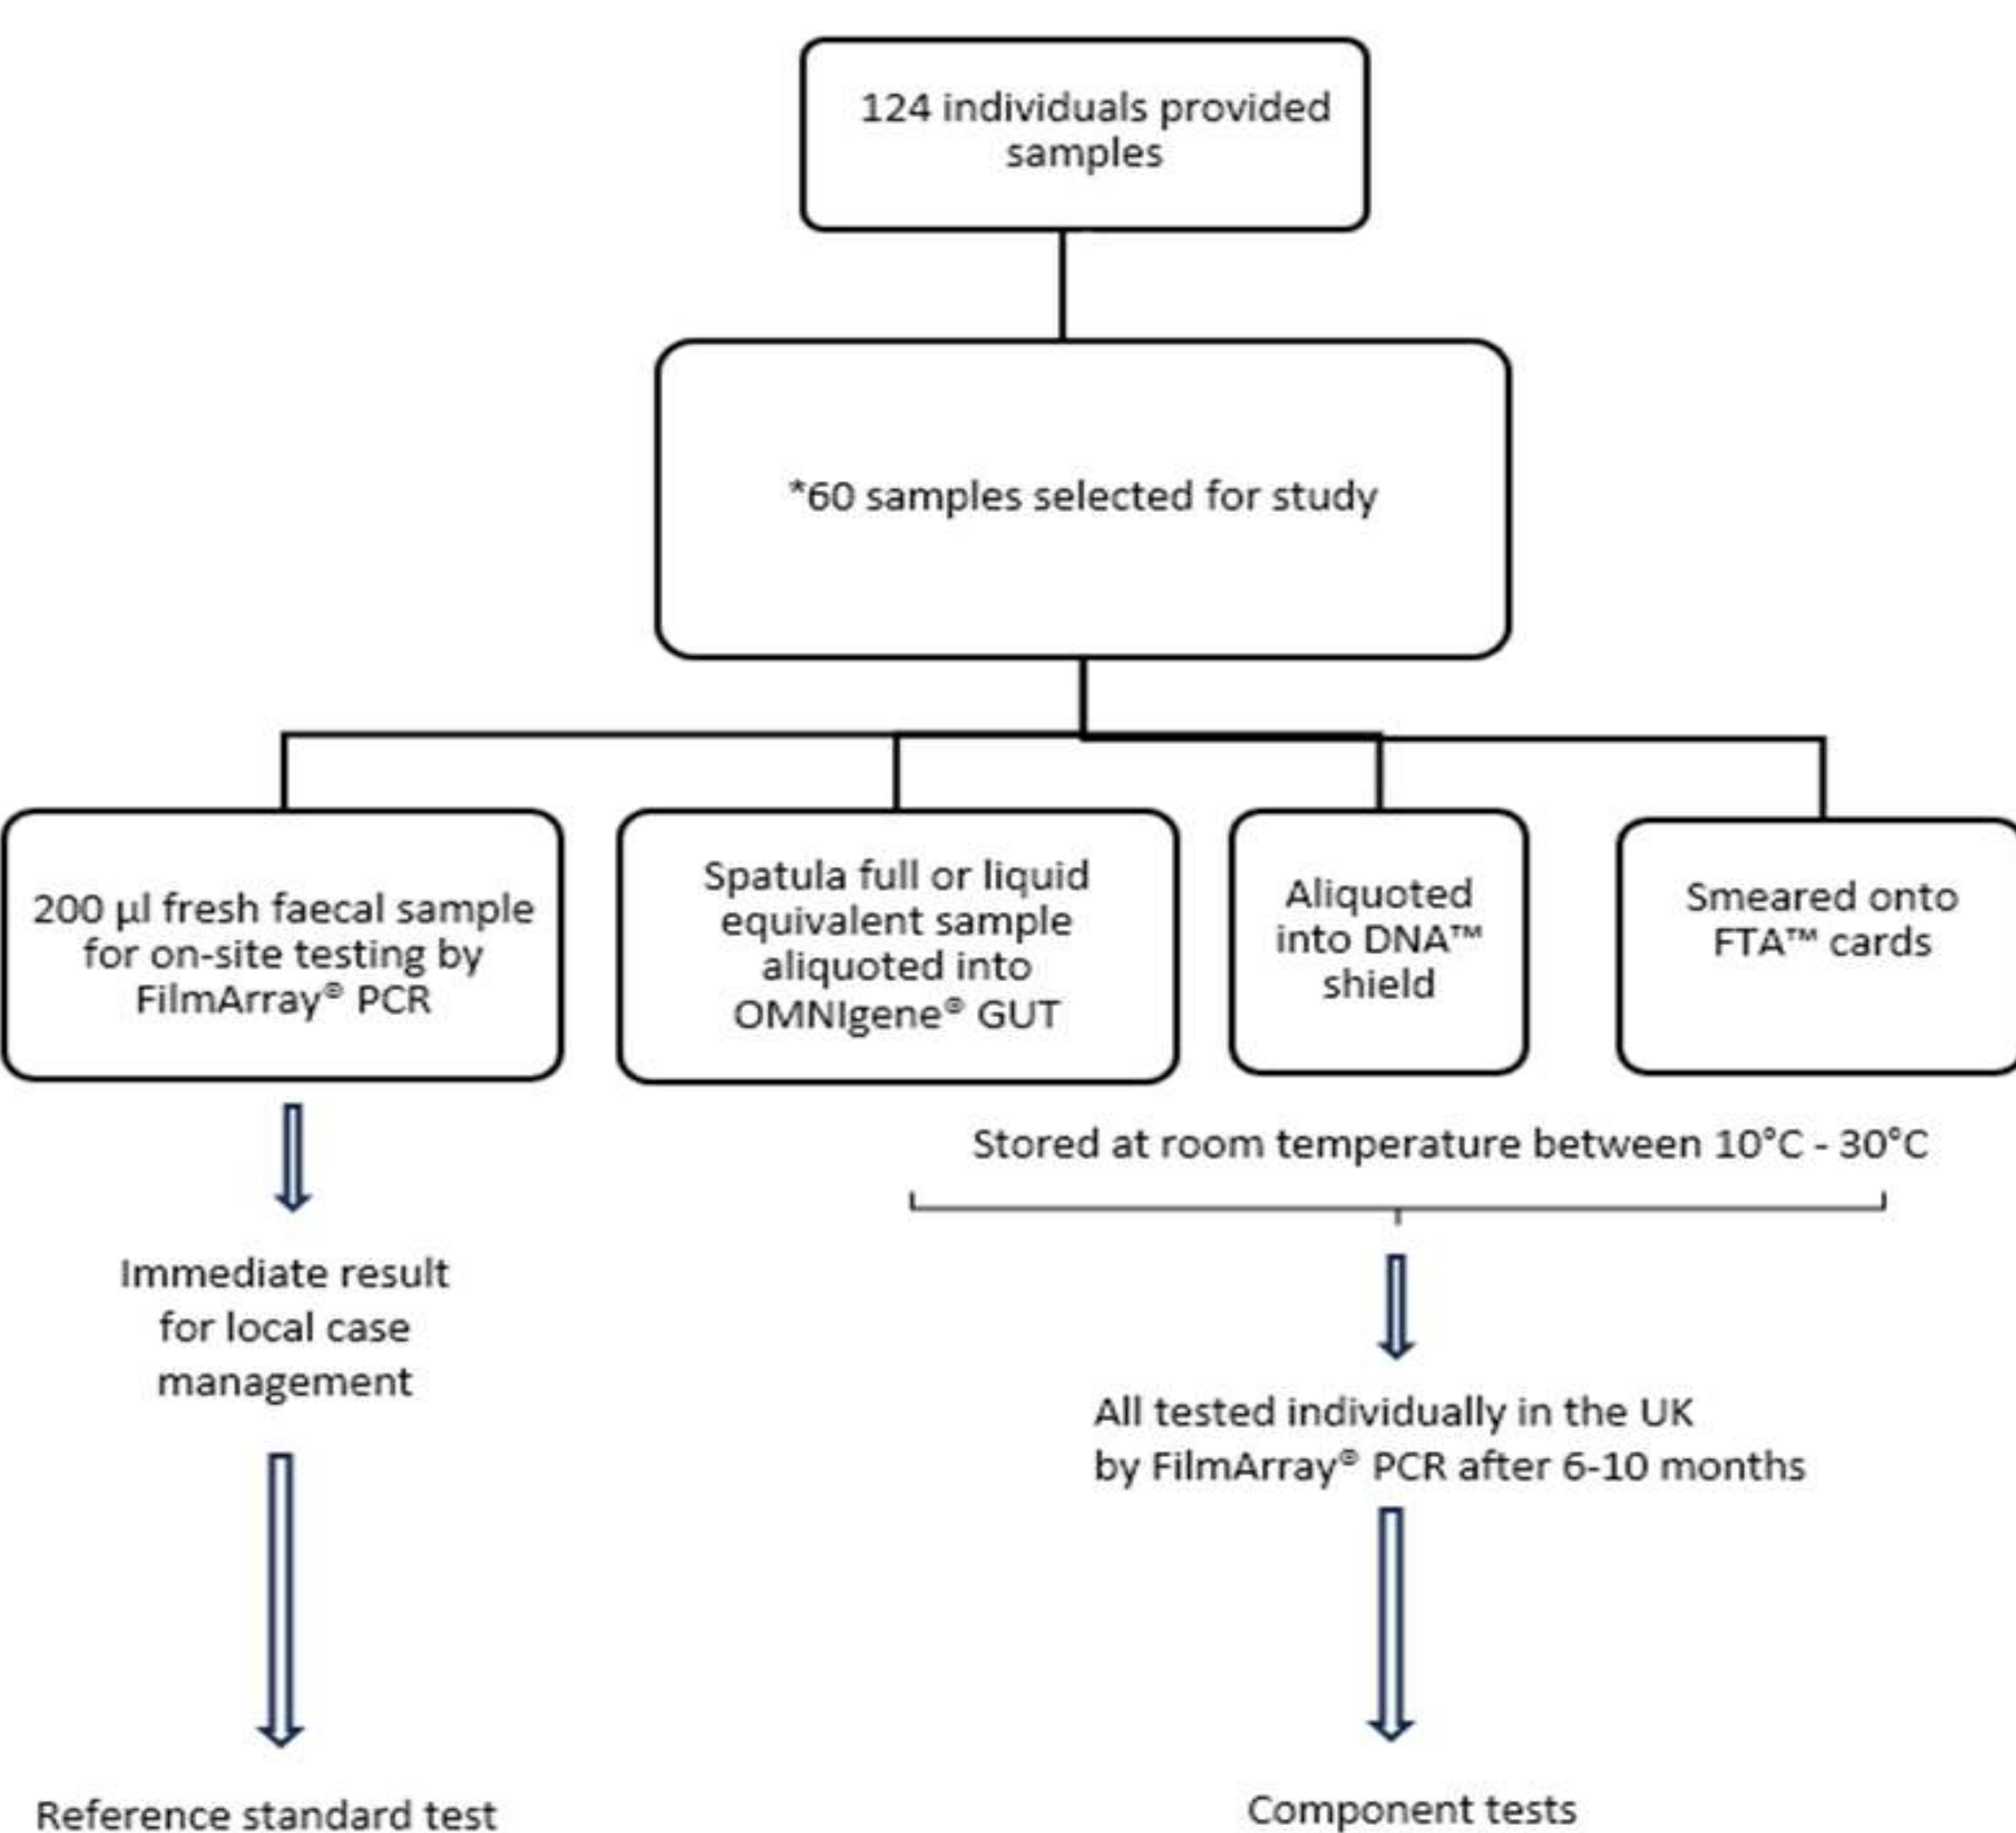 124 individuals provided
samples
*60 samples selected for study
200 µl fresh faecal sample
for on-site testing by
FilmArray® PCR
Spatula full or liquid
equivalent sample
aliquoted into
OMNIgene® GUT
Aliquoted
into DNA™
shield
Smeared onto
FTA™ cards
Stored at room temperature between 10°C - 30°C
Immediate result
for local case
management
All tested individually in the UK
by FilmArray® PCR after 6-10 months
Reference standard test
Component tests